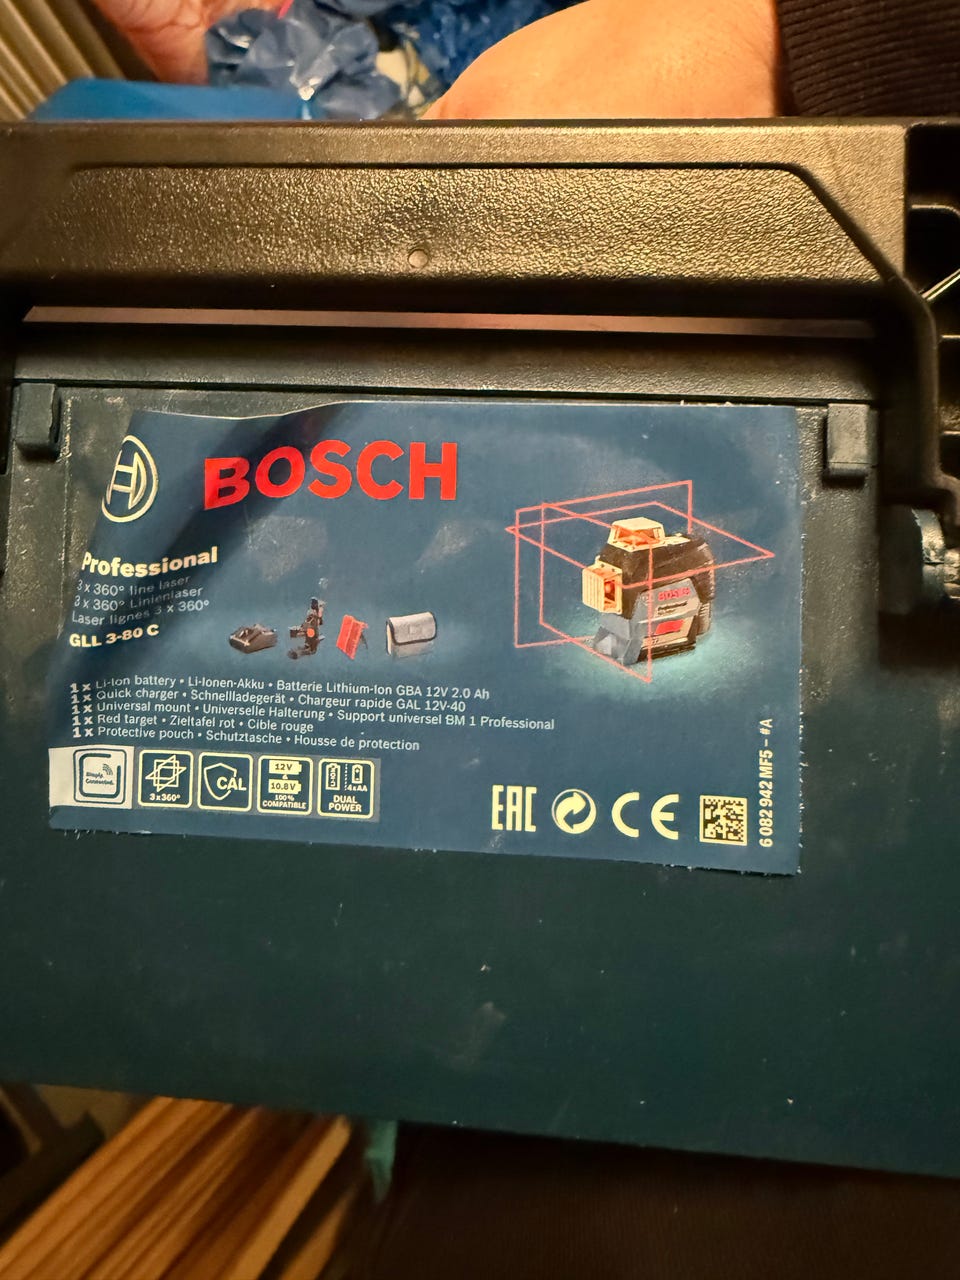 BOSCH
Professional
3 x 360° line laser
3 x 360° Linienlaser
Laser lignes 3 x 360°
GLL 3-80 C
BOSCH
1 x Li-Ion battery • Li-Ionen-Akku • Batterie Lithium-Ion GBA 12V 2.0 Ah
1 x Quick charger • Schnellladegerät • Chargeur rapide GAL 12V-40
1 x Universal mount • Universelle Halterung • Support universel BM 1 Professional
1 x Red target • Zieltafel rot • Cible rouge
1 x Protective pouch • Schutztasche • Housse de protection
Simply.
Connected.
3x360°
CAL
12V
10.8V
100%
COMPATIBLE
4xAA
DUAL
POWER
EAC
CE
6 082 942 MF5 – #A